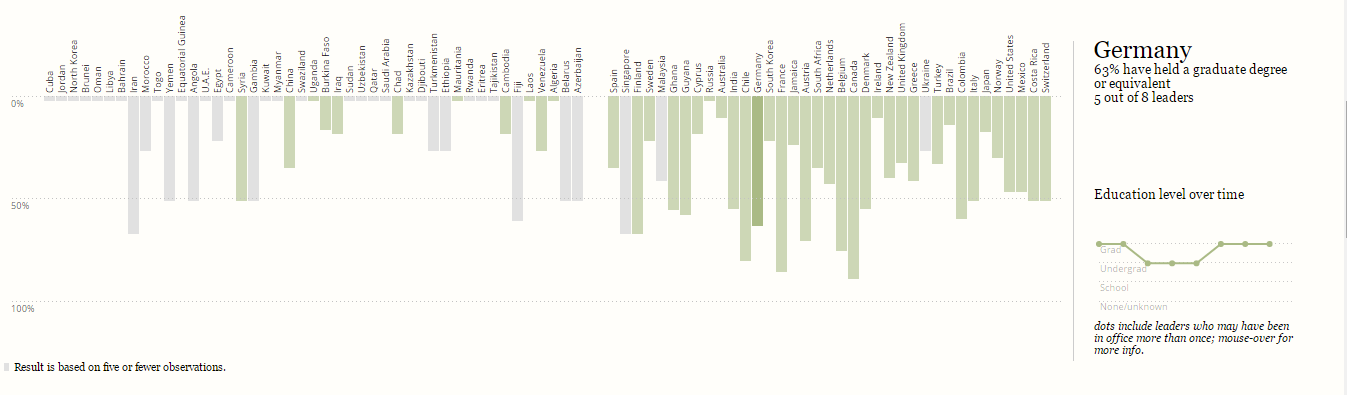 Cuba
Jordan
North Korea
Brunei
Oman
Libya
Bahrain
Iran
Morocco
Togo
Yemen
Equatorial Guinea
Angola
U.A.E.
Egypt
Cameroon
Syria
Gambia
Kuwait
Myanmar
China
Swaziland
Uganda
Burkina Faso
Iraq
Sudan
Uzbekistan
Qatar
Saudi Arabia
Chad
Kazakhstan
Djibouti
Turkmenistan
Ethiopia
Mauritania
Rwanda
Eritrea
Tajikistan
Cambodia
Fiji
Laos
Venezuela
Algeria
Belarus
Azerbaijan
Spain
Singapore
Finland
Sweden
Malaysia
Ghana
Guyana
Cyprus
Russia
Australia
India
Chile
Germany
South Korea
France
Jamaica
Austria
South Africa
Netherlands
Belgium
Canada
Denmark
Ireland
New Zealand
United Kingdom
Greece
Ukraine
Turkey
Brazil
Colombia
Italy
Japan
Norway
United States
Mexico
Costa Rica
Switzerland
0%
50%
100%
Result is based on five or fewer observations.
Germany
63% have held a graduate degree
or equivalent
5 out of 8 leaders
Education level over time
Grad
Undergrad
School
None/unknown
dots include leaders who may have been
in office more than once; mouse-over for
more info.